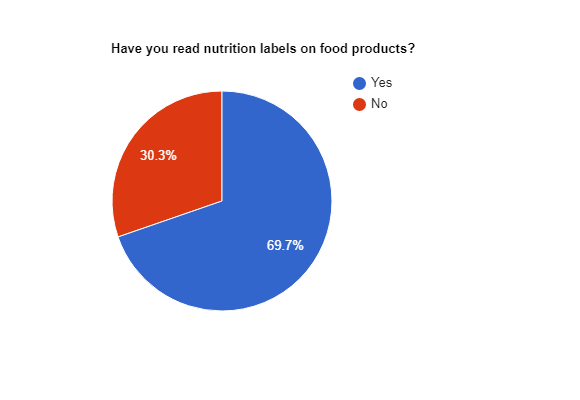 Have you read nutrition labels on food products?
Yes
No
30.3%
69.7%